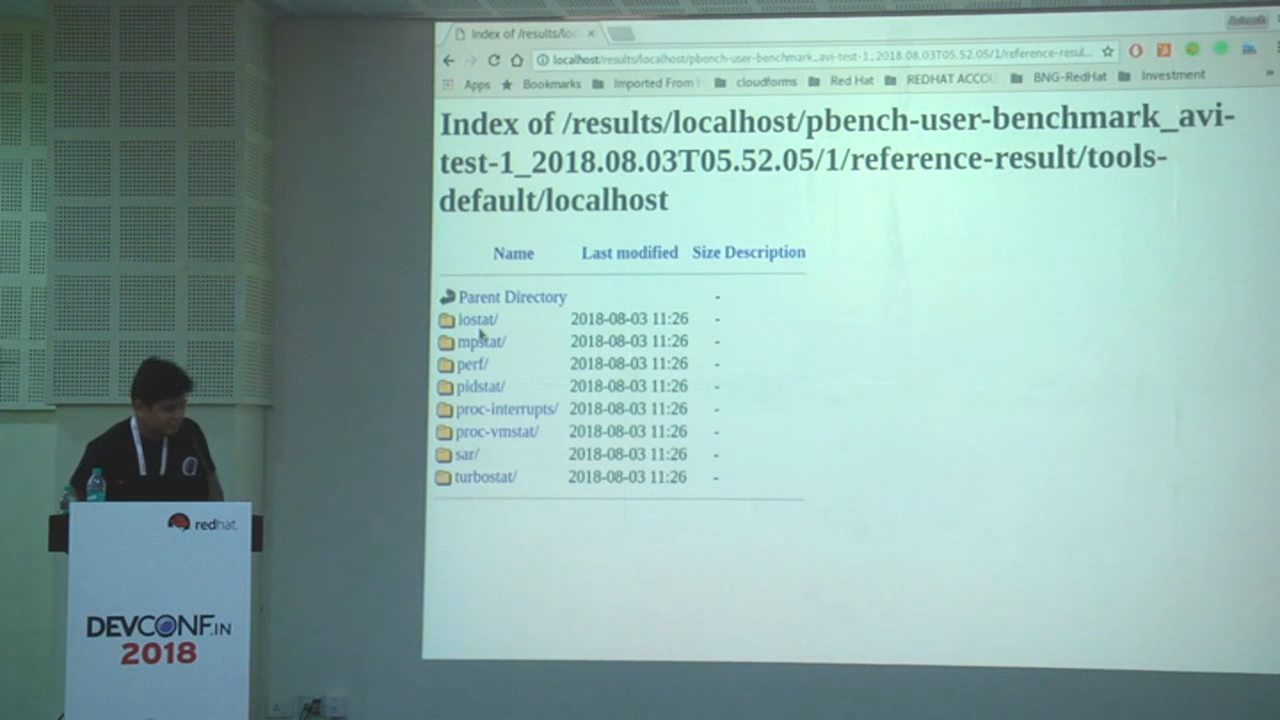 Index of /results/loc
localhost/results/localhost/pbench-user-benchmark_avi-test-1_2018.08.03T05.52.05/1/reference-resul...
Apps Bookmarks Imported From cloudforms Red Hat REDHAT ACCOU BNG-RedHat Investment »
Index of /results/localhost/pbench-user-benchmark_avi-
test-1_2018.08.03T05.52.05/1/reference-result/tools-
default/localhost
Name Last modified Size Description
Parent Directory -
iostat/ 2018-08-03 11:26 -
mpstat/ 2018-08-03 11:26 -
perf/ 2018-08-03 11:26 -
pidstat/ 2018-08-03 11:26 -
proc-interrupts/ 2018-08-03 11:26 -
proc-vmstat/ 2018-08-03 11:26 -
sar/ 2018-08-03 11:26 -
turbostat/ 2018-08-03 11:26 -
redhat.
DEVCONF.IN
2018